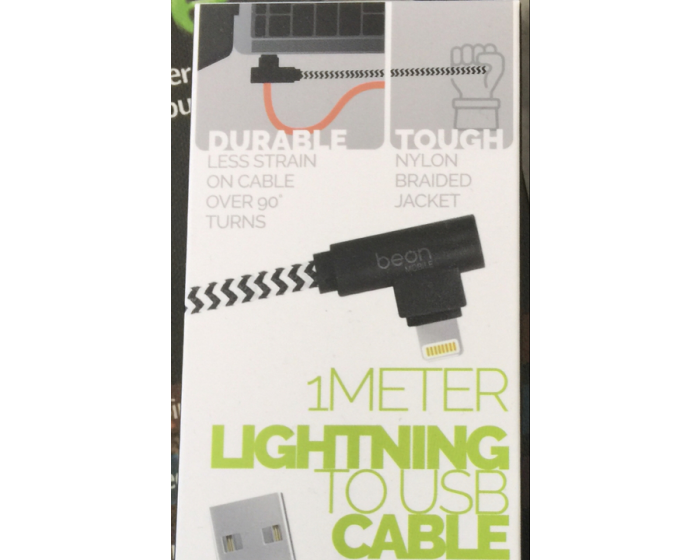 DURABLE
LESS STRAIN
ON CABLE
OVER 90°
TURNS
TOUGH
NYLON
BRAIDED
JACKET
beon
1METER
LIGHTNING
TO USB
CABLE